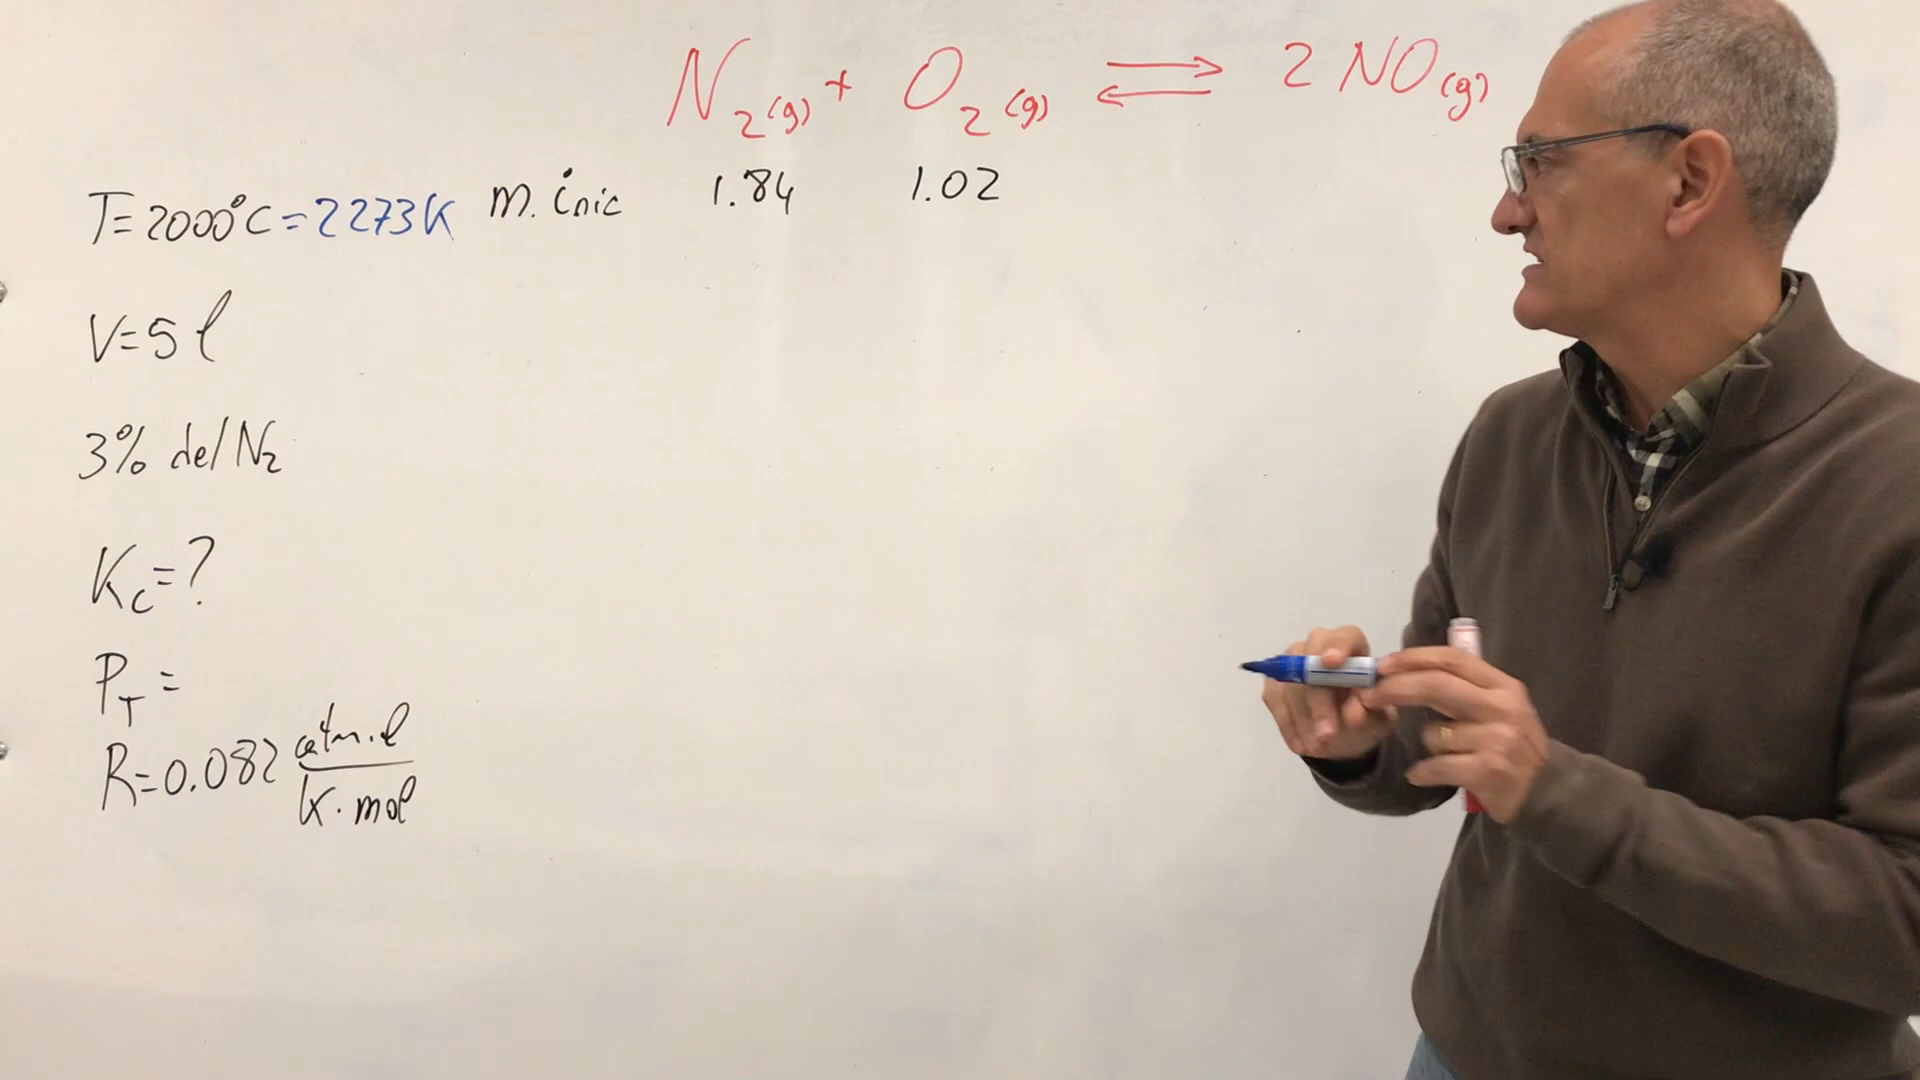 N₂(g) + O₂(g) ⇌ 2 NO(g)
T=2000°C=2273K m. inic 1.84 1.02
V=5 l
3% del N₂
Kc=?
PT=
R=0.082 atm.l / K.mol